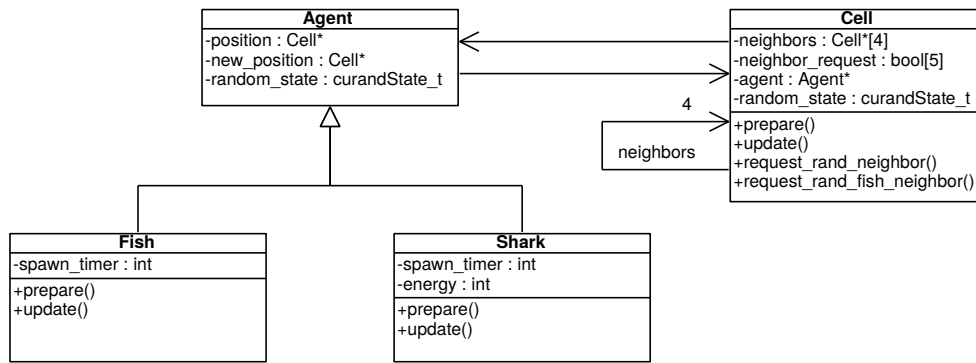 Agent
-position : Cell*
-new_position : Cell*
-random_state : curandState_t
Cell
-neighbors : Cell*[4]
-neighbor_request : bool[5]
-agent : Agent*
-random_state : curandState_t
+prepare()
+update()
+request_rand_neighbor()
+request_rand_fish_neighbor()
4
neighbors
Fish
-spawn_timer : int
+prepare()
+update()
Shark
-spawn_timer : int
-energy : int
+prepare()
+update()